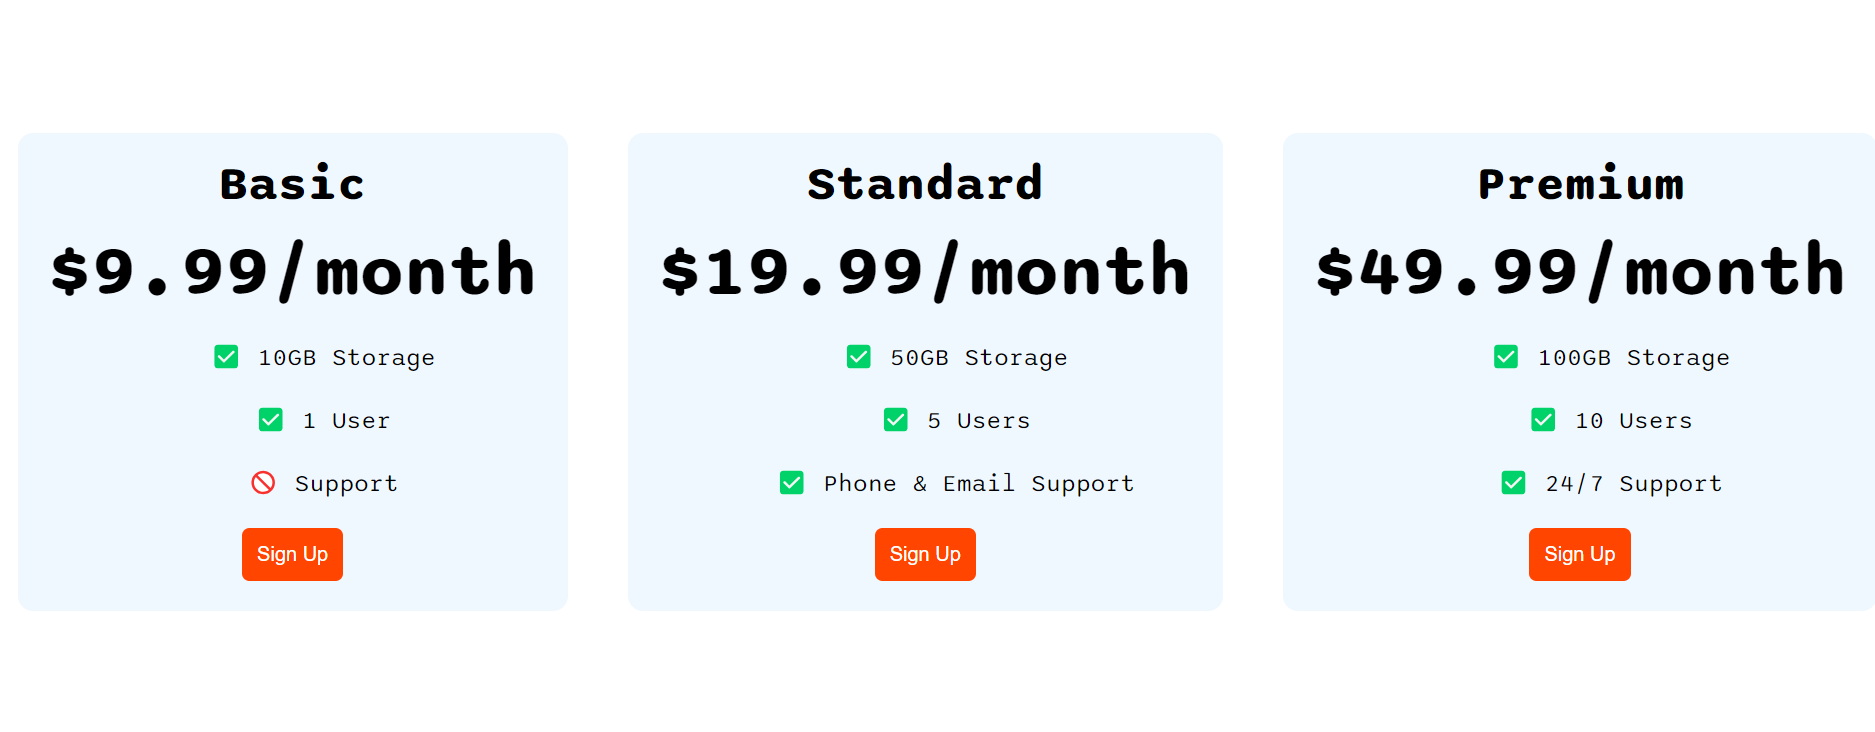 Basic
$9.99/month
✅ 10GB Storage
✅ 1 User
🚫 Support
Sign Up
Standard
$19.99/month
✅ 50GB Storage
✅ 5 Users
✅ Phone & Email Support
Sign Up
Premium
$49.99/month
✅ 100GB Storage
✅ 10 Users
✅ 24/7 Support
Sign Up